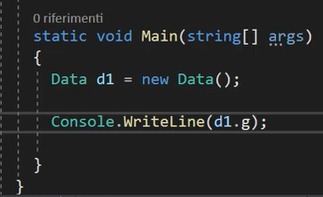 0 riferimenti
static void Main(string[] args)
{
Data d1 = new Data();
Console.WriteLine(d1.g);
}
}